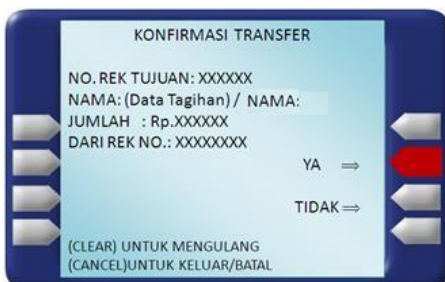 KONFIRMASI TRANSFER
NO. REK TUJUAN: XXXXXX
NAMA: (Data Tagihan) / NAMA:
JUMLAH : Rp.XXXXXX
DARI REK NO.: XXXXXXXX
YA ⇒
TIDAK ⇒
(CLEAR) UNTUK MENGULANG
(CANCEL)UNTUK KELUAR/BATAL